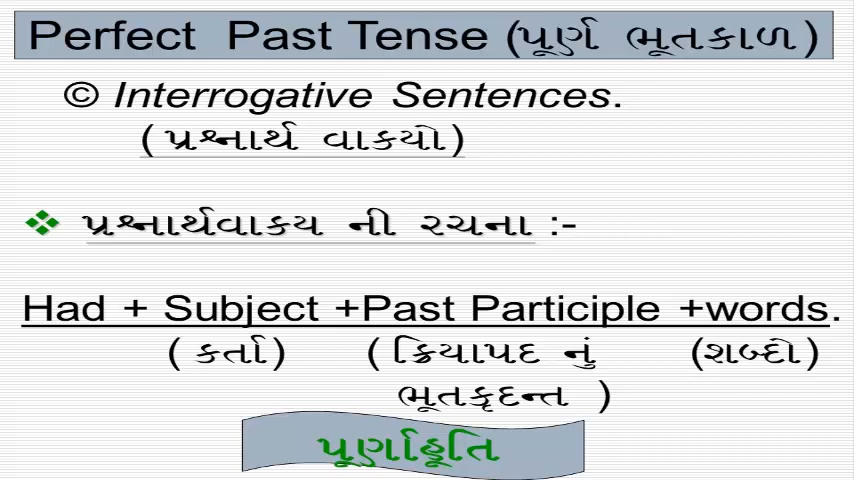 Perfect Past Tense (પૂર્ણ ભૂતકાળ)
© Interrogative Sentences.
( પ્રશ્નાર્થ વાકયો)
❖ પ્રશ્નાર્થવાકય ની રચના :-
Had + Subject +Past Participle +words.
( કર્તા) ( ક્રિયાપદ નું (શબ્દો)
ભૂતકૃદન્ત )
પૂર્ણાહૂતિ